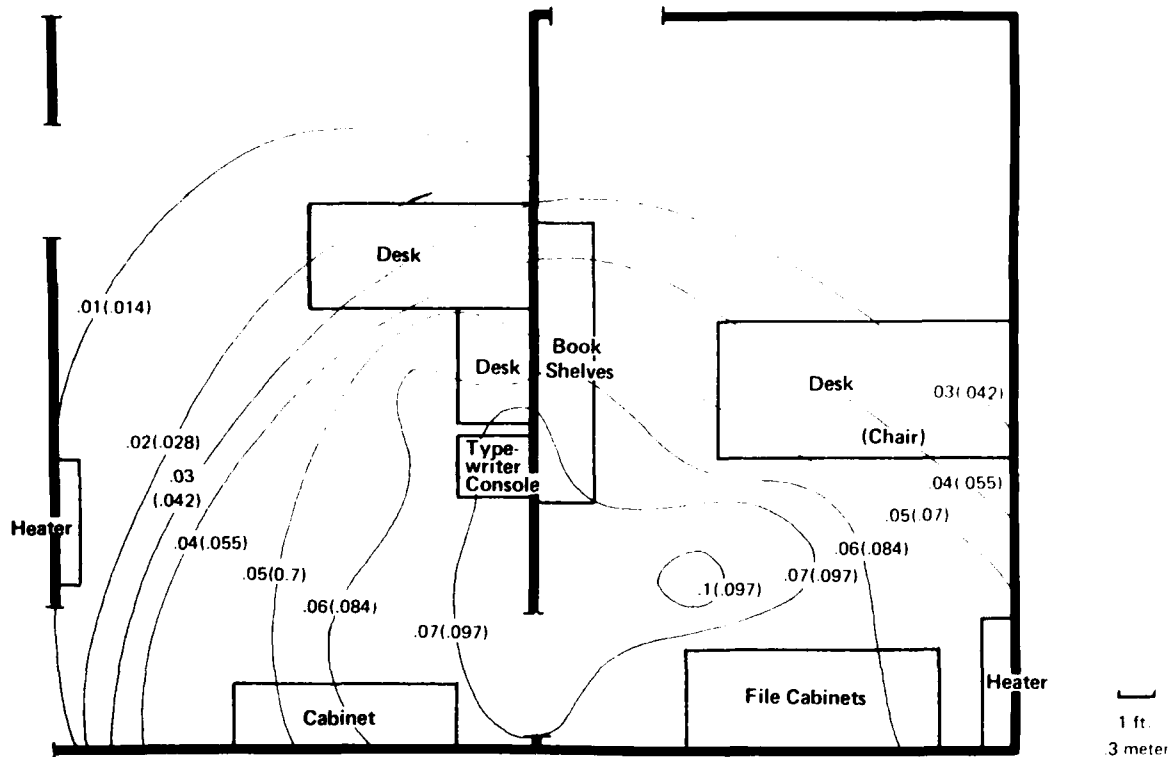 Desk
.01(.014)
Book
Shelves
Desk
Desk
.03(.042)
(Chair)
.02(.028)
.03
(.042)
Type-
writer
Console
.04(.055)
Heater
.04(.055)
.05(.07)
.05(0.7)
.06(.084)
.06(.084)
.07(.097)
.1(.097)
.07(.097)
Heater
File Cabinets
Cabinet
1 ft.
.3 meter